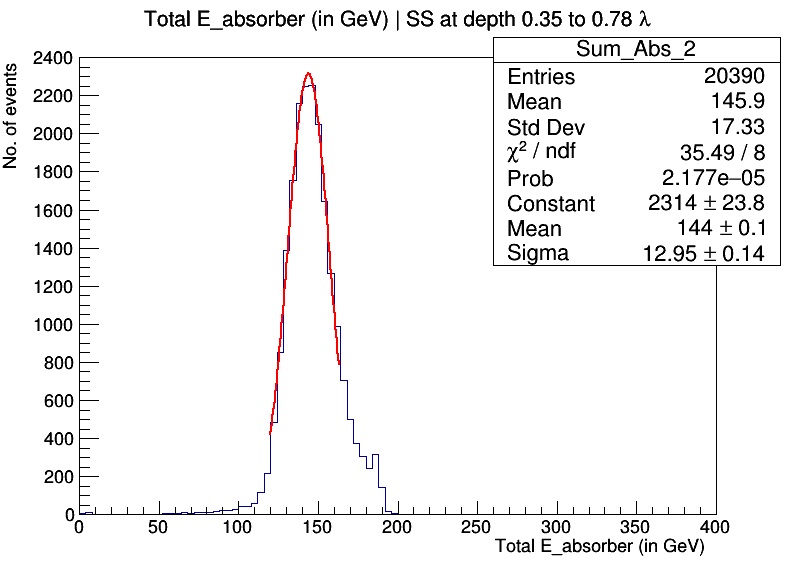 Total E_absorber (in GeV) | SS at depth 0.35 to 0.78 λ
Sum_Abs_2
Entries 20390
Mean 145.9
Std Dev 17.33
χ² / ndf 35.49 / 8
Prob 2.177e−05
Constant 2314 ± 23.8
Mean 144 ± 0.1
Sigma 12.95 ± 0.14
No. of events
2400
2200
2000
1800
1600
1400
1200
1000
800
600
400
200
0
0 50 100 150 200 250 300 350 400
Total E_absorber (in GeV)